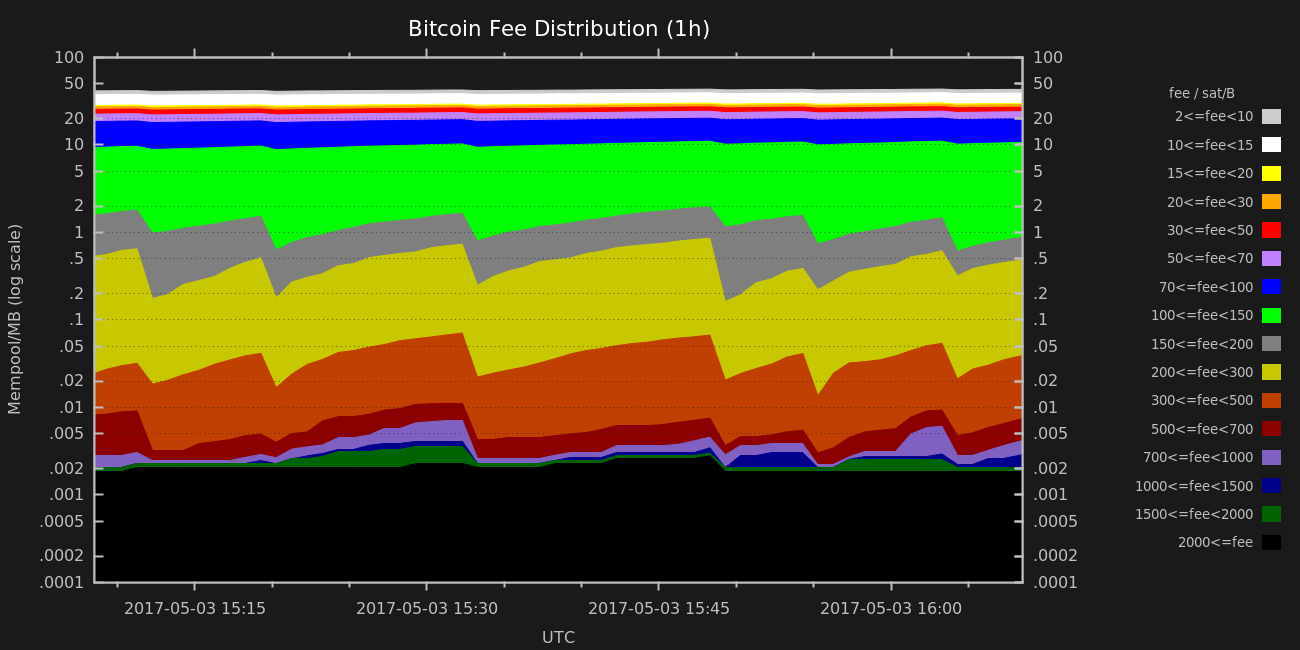 Bitcoin Fee Distribution (1h)
100
50
20
10
5
2
1
.5
.2
.1
.05
.02
.01
.005
.002
.001
.0005
.0002
.0001
Mempool/MB (log scale)
2017-05-03 15:15
2017-05-03 15:30
2017-05-03 15:45
2017-05-03 16:00
UTC
100
50
20
10
5
2
1
.5
.2
.1
.05
.02
.01
.005
.002
.001
.0005
.0002
.0001
fee / sat/B
2<=fee<10
10<=fee<15
15<=fee<20
20<=fee<30
30<=fee<50
50<=fee<70
70<=fee<100
100<=fee<150
150<=fee<200
200<=fee<300
300<=fee<500
500<=fee<700
700<=fee<1000
1000<=fee<1500
1500<=fee<2000
2000<=fee